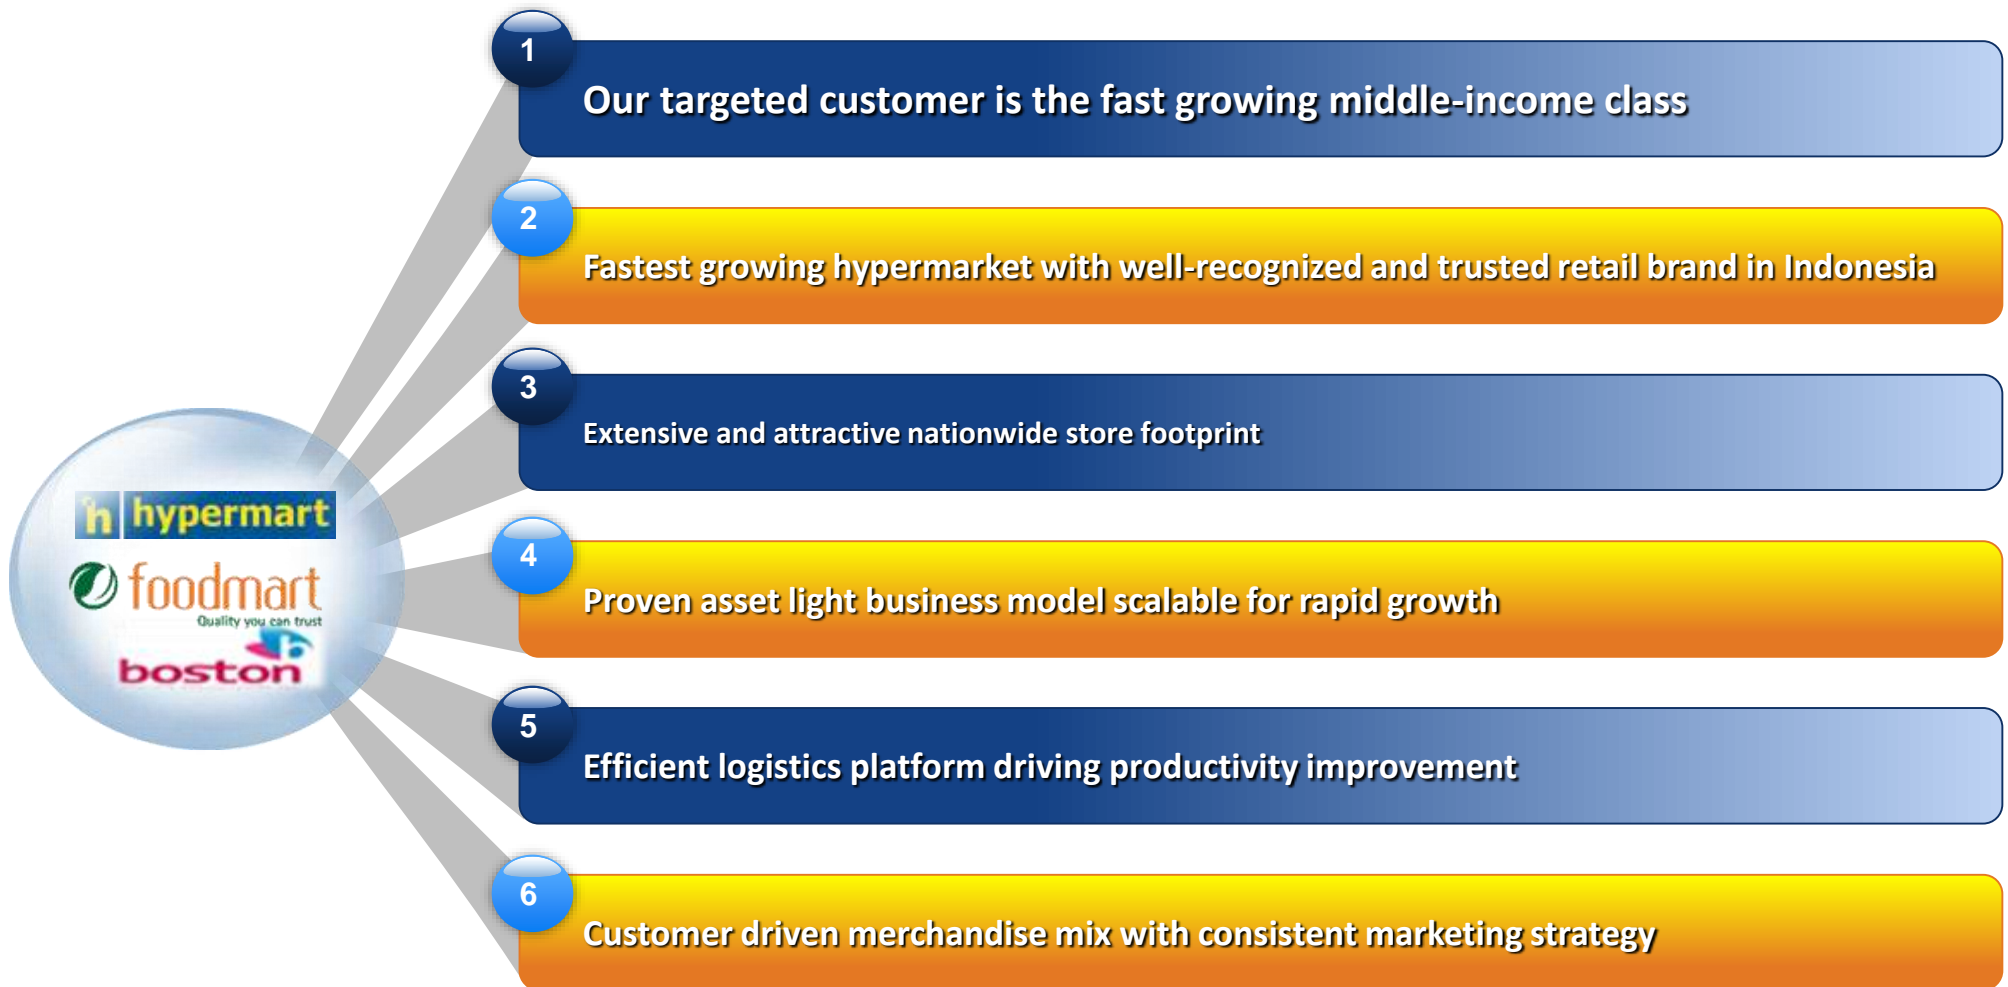 1
Our targeted customer is the fast growing middle-income class
2
Fastest growing hypermarket with well-recognized and trusted retail brand in Indonesia
3
Extensive and attractive nationwide store footprint
h hypermart
foodmart
Quality you can trust
b
boston
4
Proven asset light business model scalable for rapid growth
5
Efficient logistics platform driving productivity improvement
6
Customer driven merchandise mix with consistent marketing strategy